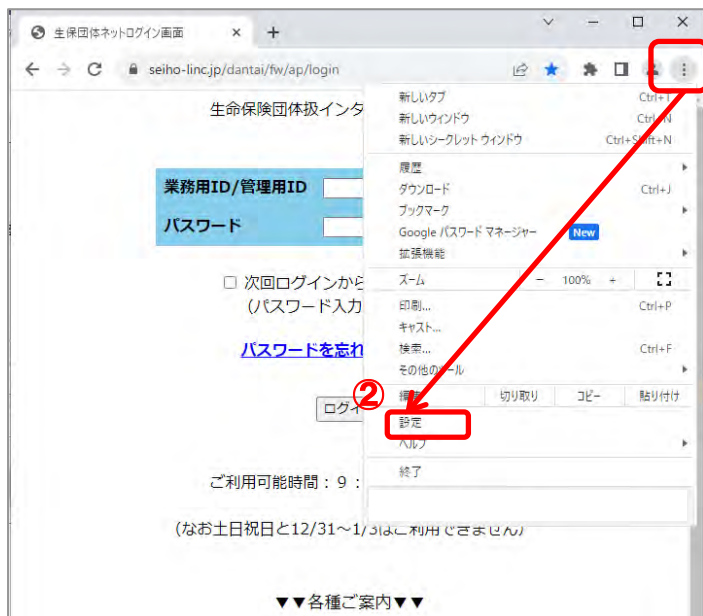 生保団体ネットログイン画面
seiho-linc.jp/dantai/fw/ap/login
生命保険団体扱インタ
業務用ID/管理用ID
パスワード
□ 次回ログインから
(パスワード入力
パスワードを忘れ
ログイ
ご利用可能時間：9：
(なお土日祝日と12/31～1/3はご利用できません)
▼▼各種ご案内▼▼
新しいタブ Ctrl+T
新しいウィンドウ Ctrl+N
新しいシークレット ウィンドウ Ctrl+Shift+N
履歴
ダウンロード Ctrl+J
ブックマーク
Google パスワード マネージャー New
拡張機能
ズーム － 100% +
印刷... Ctrl+P
キャスト...
検索... Ctrl+F
その他のツール
② 編集 切り取り コピー 貼り付け
設定
ヘルプ
終了